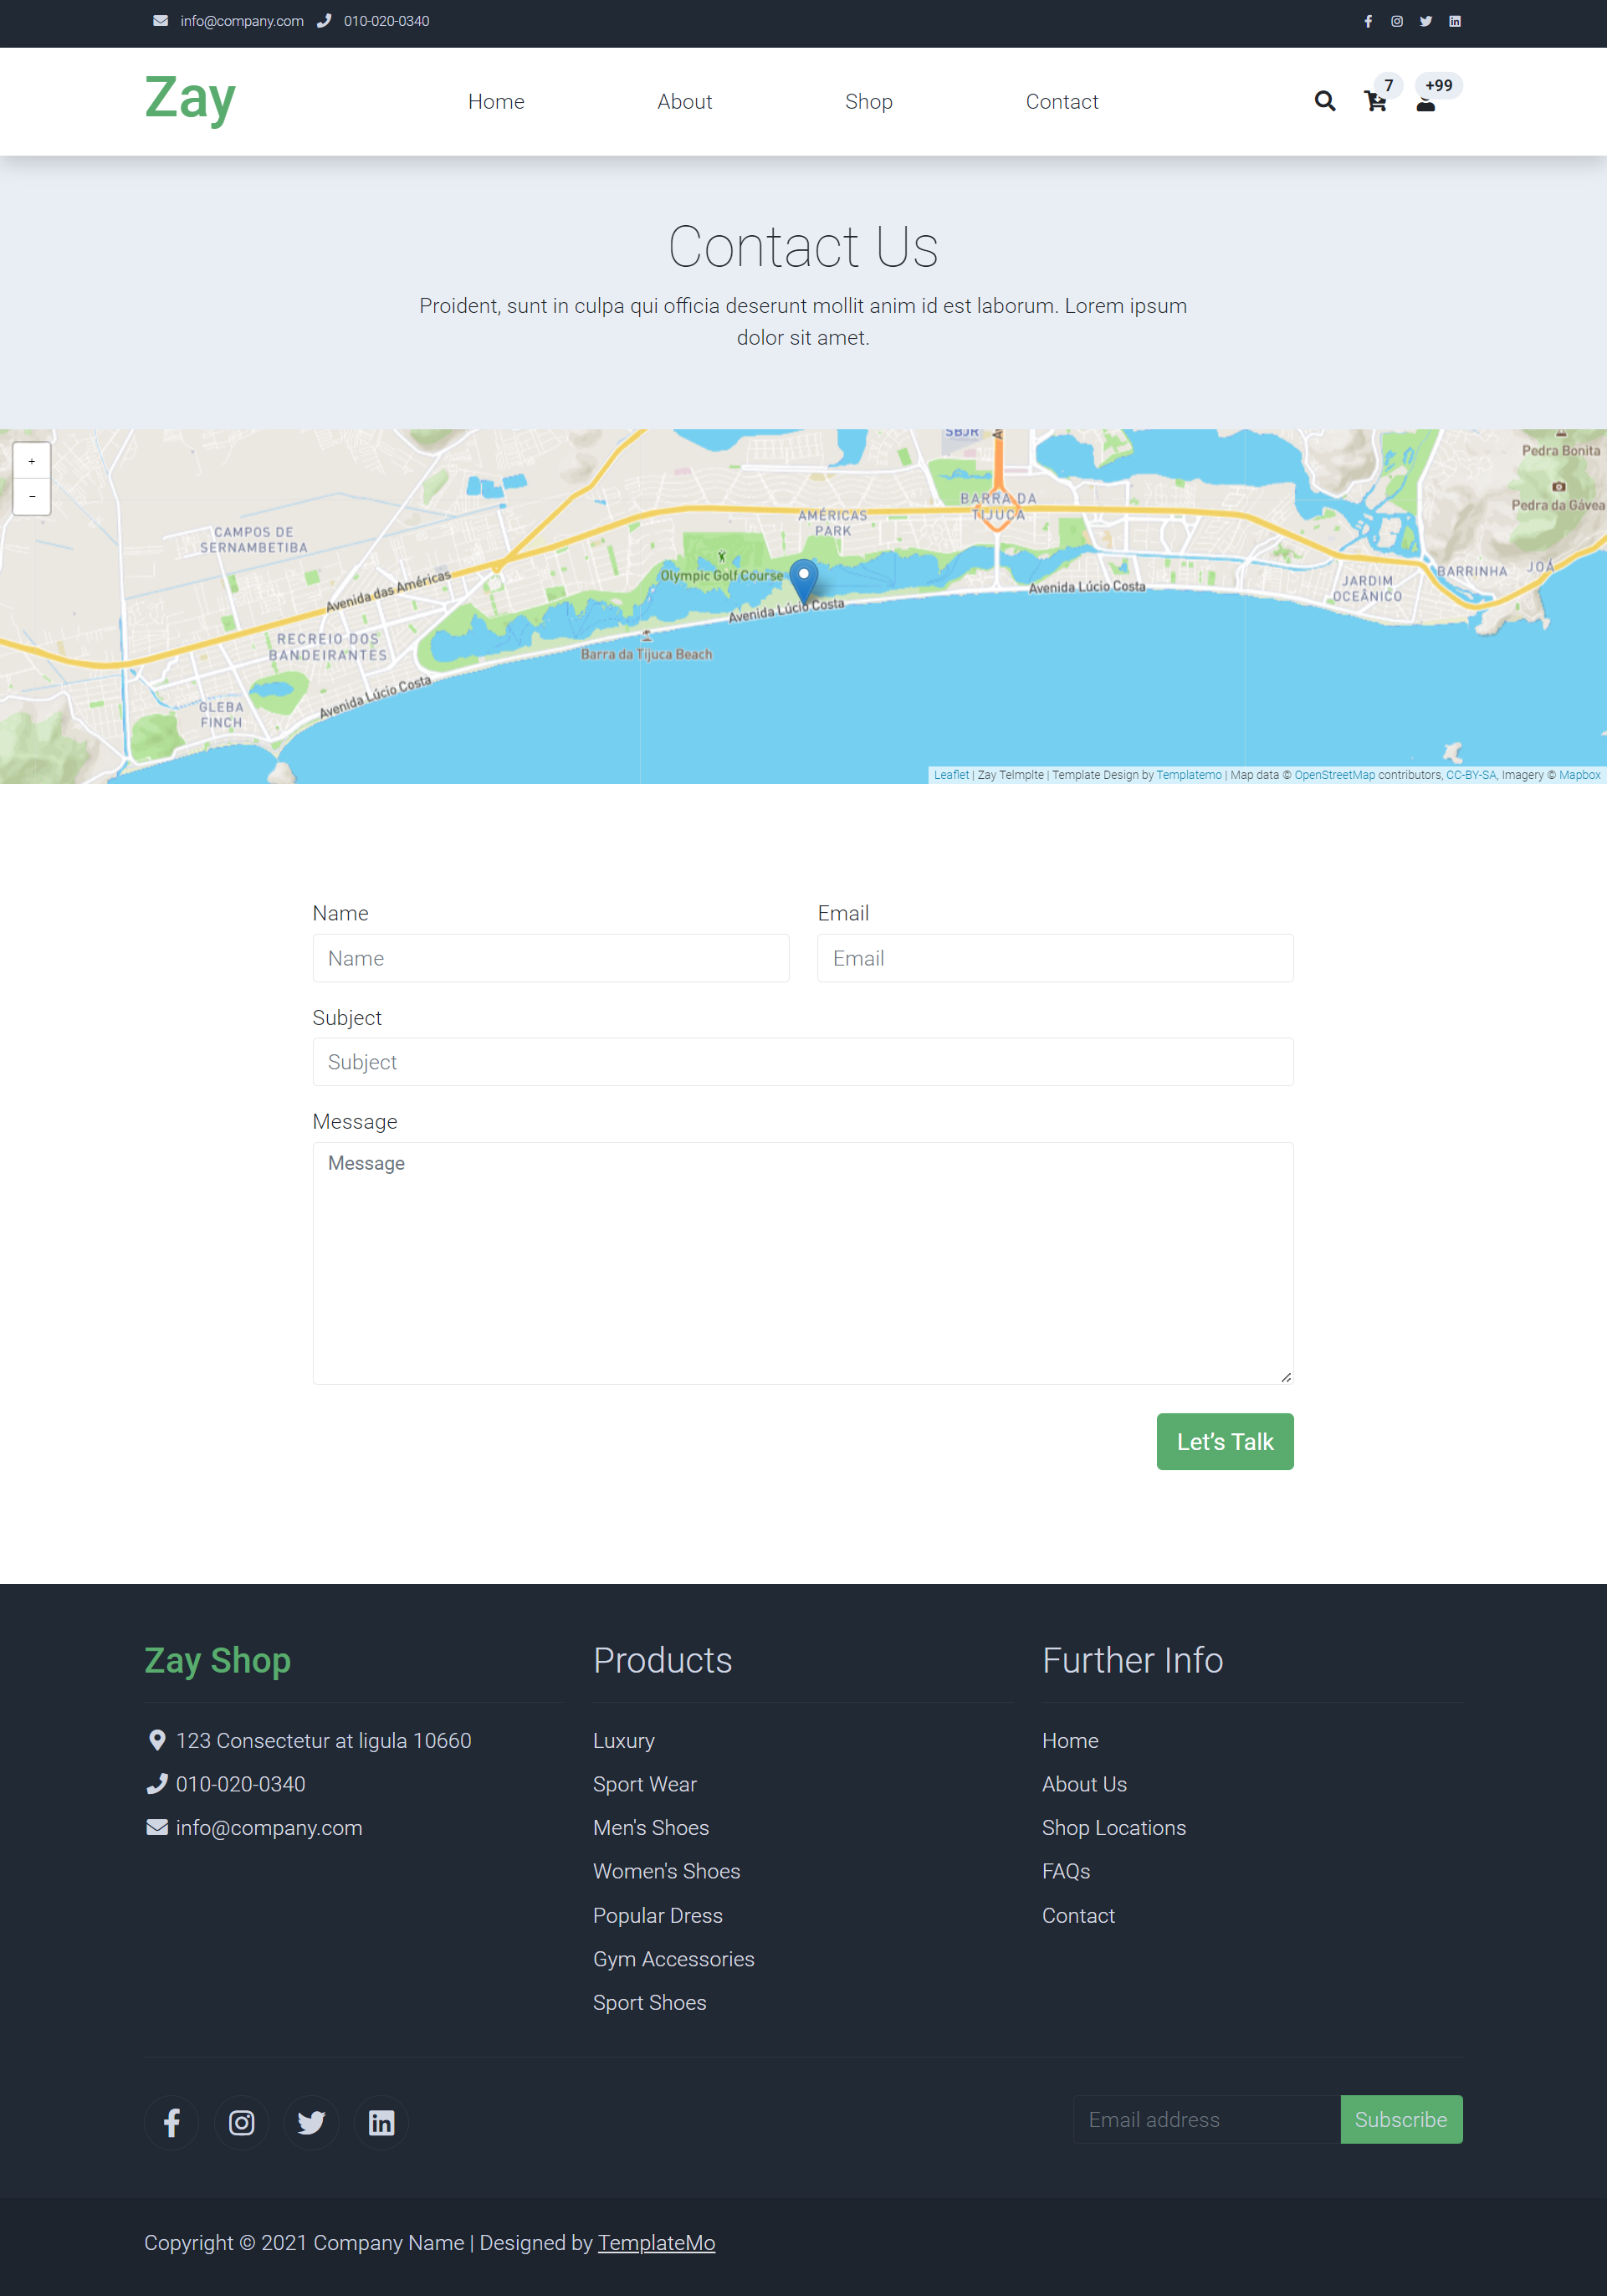 info@company.com 010-020-0340
Zay
Home About Shop Contact
7 +99
Contact Us
Proident, sunt in culpa qui officia deserunt mollit anim id est laborum. Lorem ipsum
dolor sit amet.
+
−
SBJR
Pedra Bonita
Pedra da Gávea
BARRA DA
TIJUCA
AMÉRICAS
PARK
CAMPOS DE
SERNAMBETIBA
Olympic Golf Course
BARRINHA
JOÁ
JARDIM
OCEÂNICO
Avenida das Américas
Avenida Lúcio Costa
Avenida Lúcio Costa
RECREIO DOS
BANDEIRANTES
Barra da Tijuca Beach
Avenida Lúcio Costa
GLEBA
FINCH
Leaflet | Zay Telmplte | Template Design by Templatemo | Map data © OpenStreetMap contributors, CC-BY-SA, Imagery © Mapbox
Name
Name
Email
Email
Subject
Subject
Message
Message
Let's Talk
Zay Shop
123 Consectetur at ligula 10660
010-020-0340
info@company.com
Products
Luxury
Sport Wear
Men's Shoes
Women's Shoes
Popular Dress
Gym Accessories
Sport Shoes
Further Info
Home
About Us
Shop Locations
FAQs
Contact
Email address Subscribe
Copyright © 2021 Company Name | Designed by TemplateMo